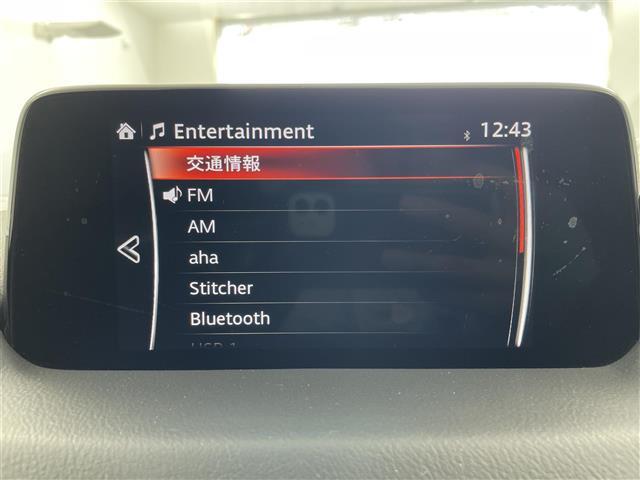 Entertainment 12:43
交通情報
FM
AM
aha
Stitcher
Bluetooth